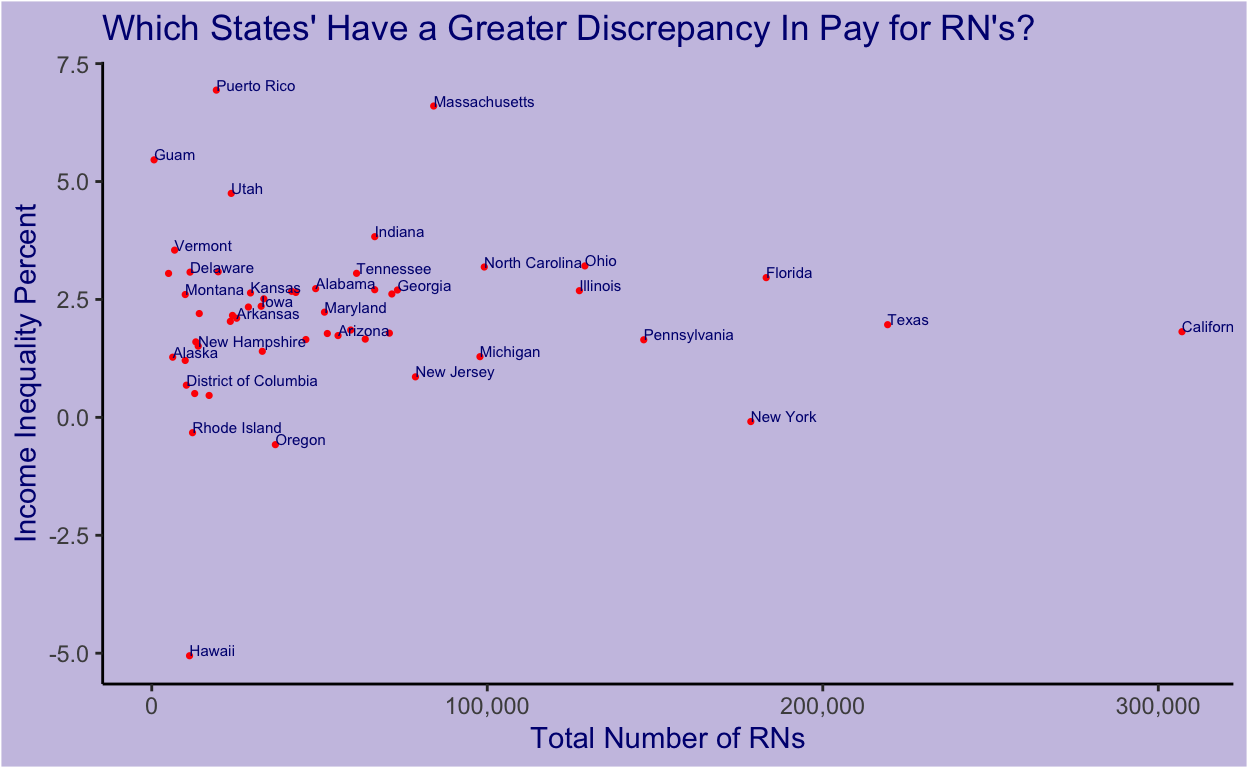 Which States' Have a Greater Discrepancy In Pay for RN's?
7.5
Puerto Rico
Massachusetts
Guam
5.0
Utah
Indiana
Vermont
North Carolina
Ohio
Delaware
Tennessee
Florida
Montana
Kansas
Alabama
Georgia
Illinois
2.5
Iowa
Maryland
Arkansas
Texas
Californ
Arizona
Pennsylvania
New Hampshire
Alaska
Michigan
New Jersey
District of Columbia
0.0
New York
Rhode Island
Oregon
-2.5
Hawaii
-5.0
Income Inequality Percent
0
100,000
200,000
300,000
Total Number of RNs